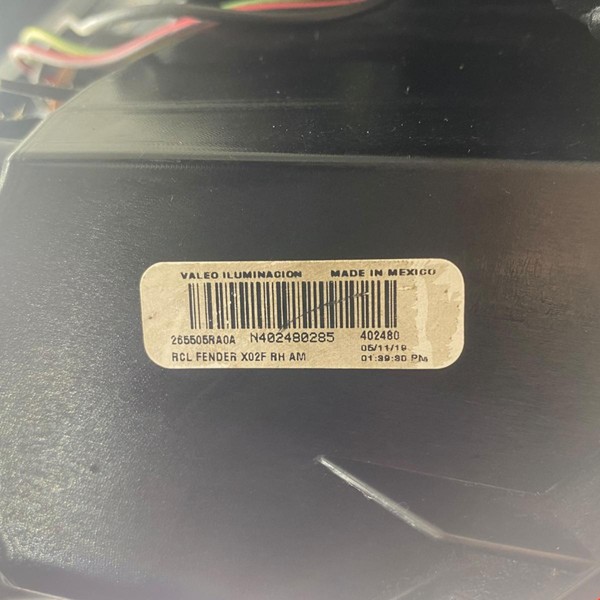 VALEO ILUMINACION MADE IN MEXICO
265505RA0A N402480285 402480
05/11/19
RCL FENDER X02F RH AM 01:39:30 PM